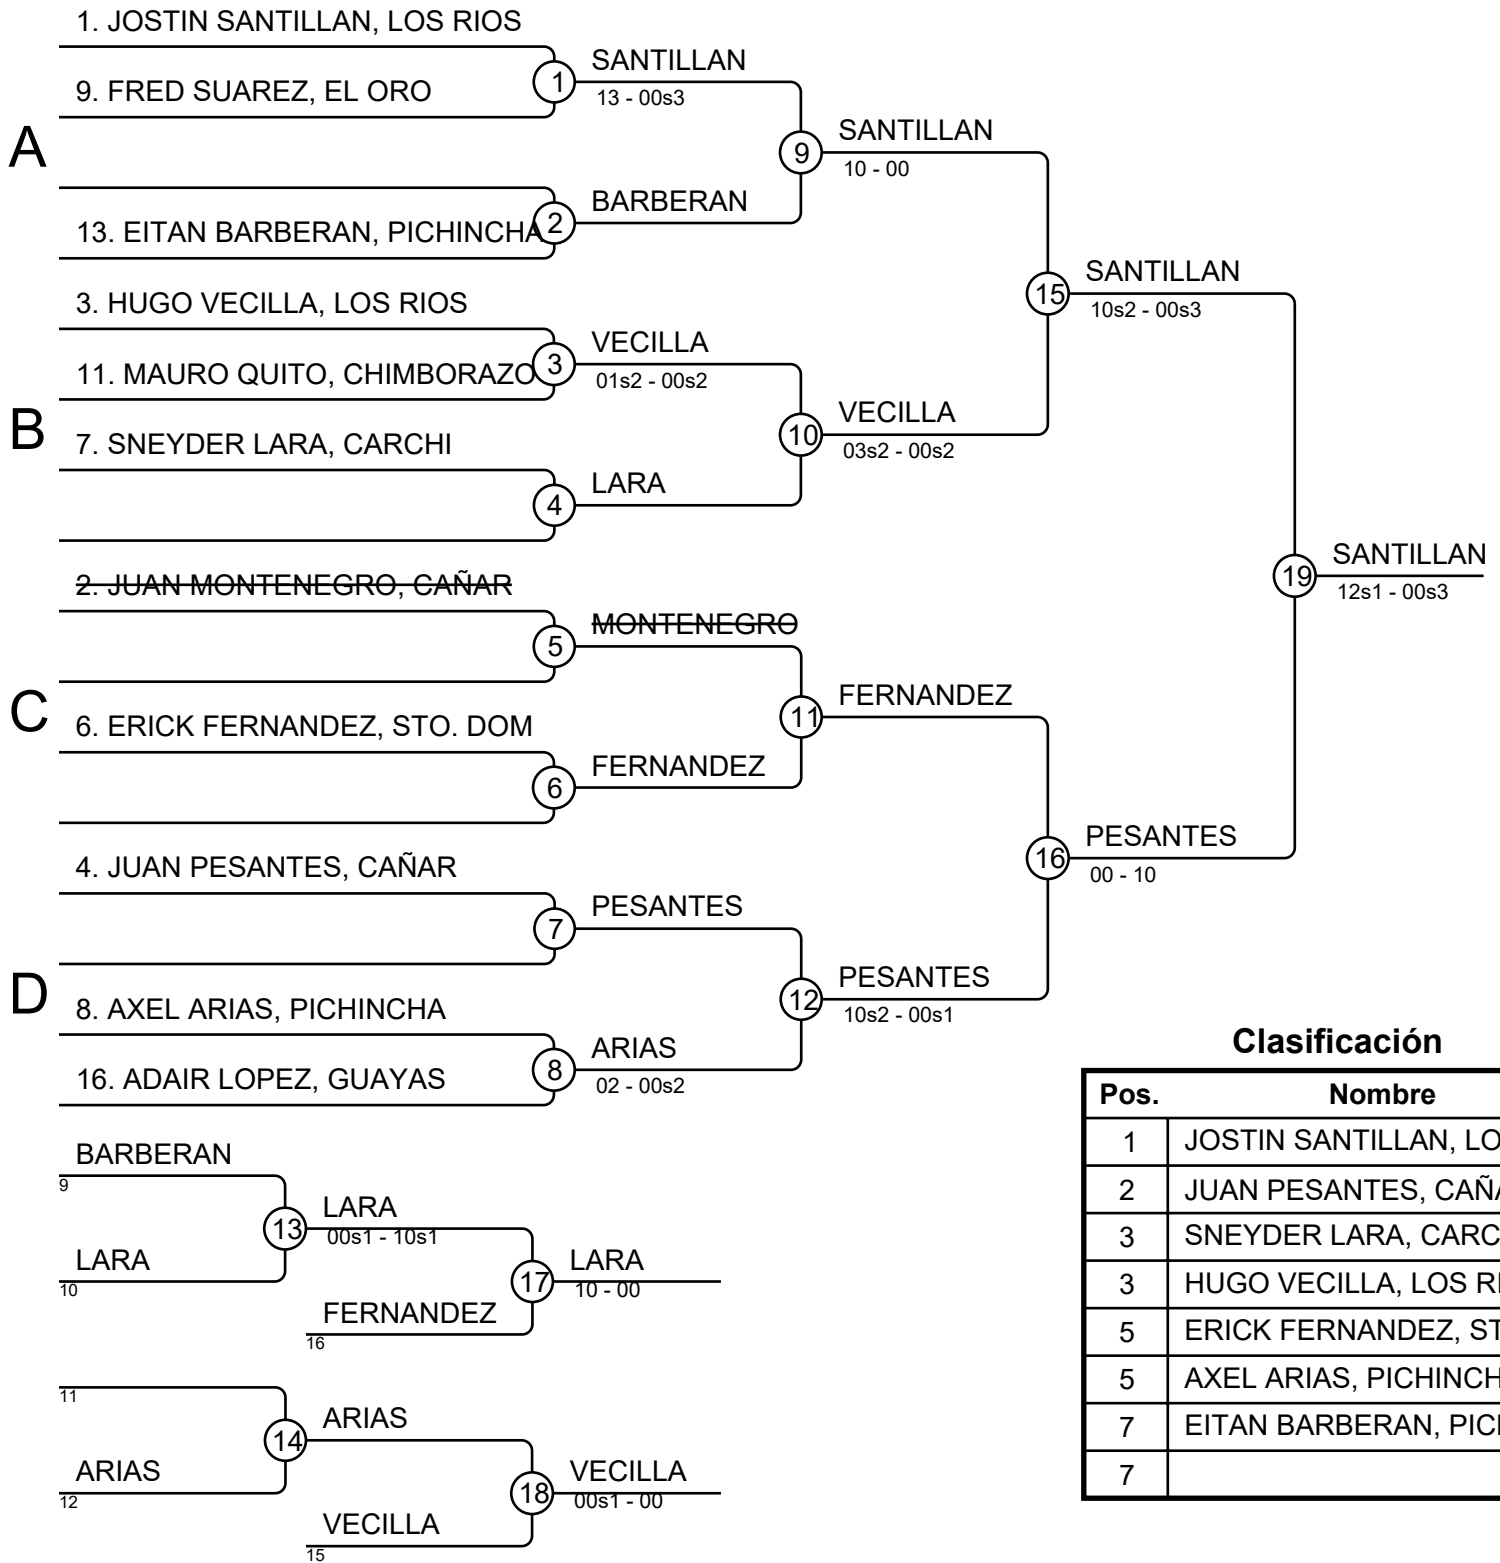 1. JOSTIN SANTILLAN, LOS RIOS
SANTILLAN
1
9. FRED SUAREZ, EL ORO
13 - 00s3
SANTILLAN
A
9
10 - 00
BARBERAN
2
13. EITAN BARBERAN, PICHINCHA
SANTILLAN
15
3. HUGO VECILLA, LOS RIOS
10s2 - 00s3
VECILLA
3
11. MAURO QUITO, CHIMBORAZO
01s2 - 00s2
VECILLA
B
10
7. SNEYDER LARA, CARCHI
03s2 - 00s2
LARA
4
SANTILLAN
19
2. JUAN MONTENEGRO, CAÑAR
12s1 - 00s3
MONTENEGRO
5
FERNANDEZ
C
11
6. ERICK FERNANDEZ, STO. DOM
FERNANDEZ
6
PESANTES
16
4. JUAN PESANTES, CAÑAR
00 - 10
PESANTES
7
PESANTES
D
12
8. AXEL ARIAS, PICHINCHA
10s2 - 00s1
ARIAS
8
16. ADAIR LOPEZ, GUAYAS
02 - 00s2
BARBERAN
9
LARA
13
00s1 - 10s1
LARA
10
LARA
17
10 - 00
FERNANDEZ
16
11
ARIAS
14
ARIAS
12
VECILLA
18
00s1 - 00
VECILLA
15
Clasificación
Pos. Nombre
1 JOSTIN SANTILLAN, LO
2 JUAN PESANTES, CAÑA
3 SNEYDER LARA, CARC
3 HUGO VECILLA, LOS RI
5 ERICK FERNANDEZ, ST
5 AXEL ARIAS, PICHINCH
7 EITAN BARBERAN, PICH
7